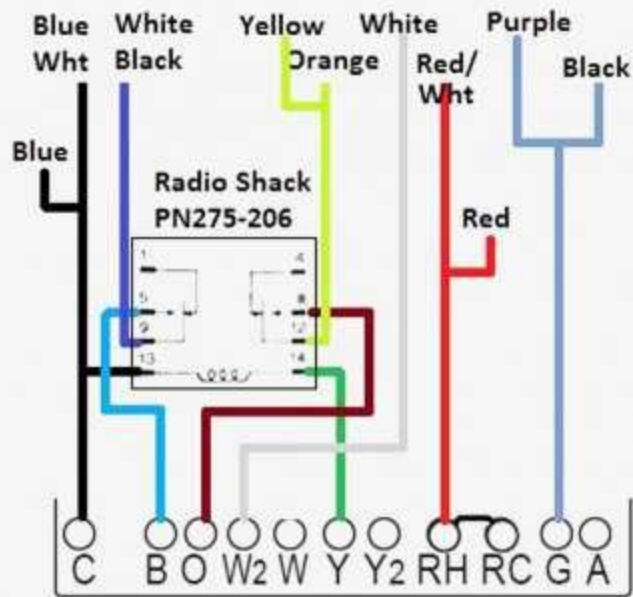 Blue White Yellow White Purple
Wht Black Orange Red/ Black
Wht
Blue
Radio Shack
PN275-206
Red
1 4
5 8
9 12
13 14
C B O W2 W Y Y2 RH RC G A